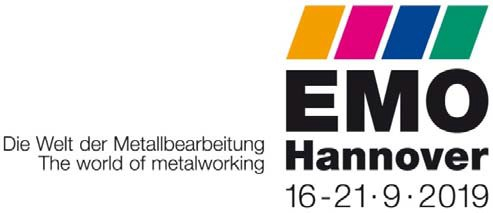 EMO
Hannover
Die Welt der Metallbearbeitung
The world of metalworking
16-21·9·2019